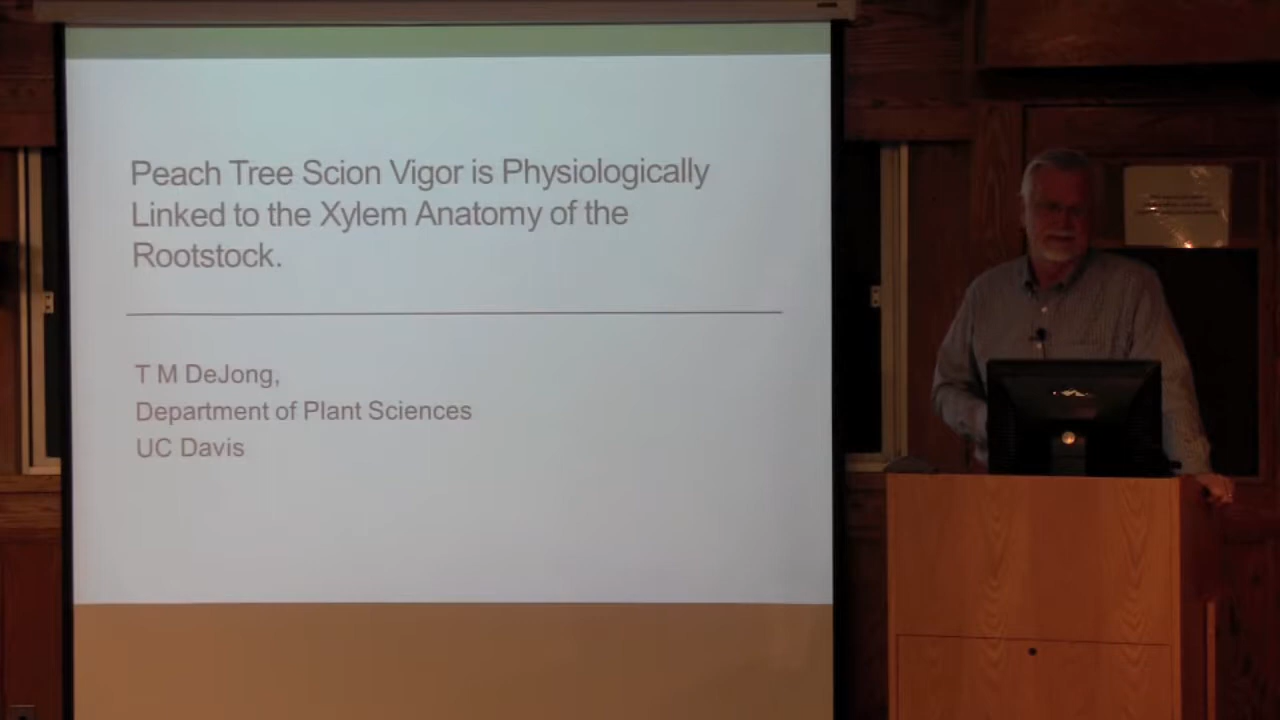 Peach Tree Scion Vigor is Physiologically
Linked to the Xylem Anatomy of the
Rootstock.
T M DeJong,
Department of Plant Sciences
UC Davis